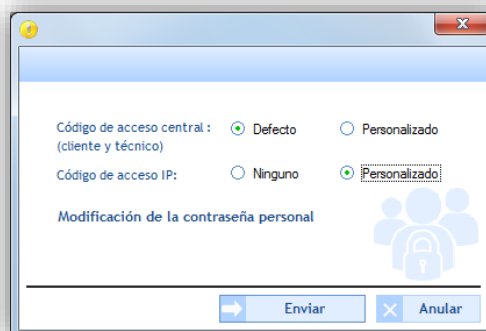 Código de acceso central : Defecto Personalizado
(cliente y técnico)
Código de acceso IP: Ninguno Personalizado
Modificación de la contraseña personal
Enviar Anular